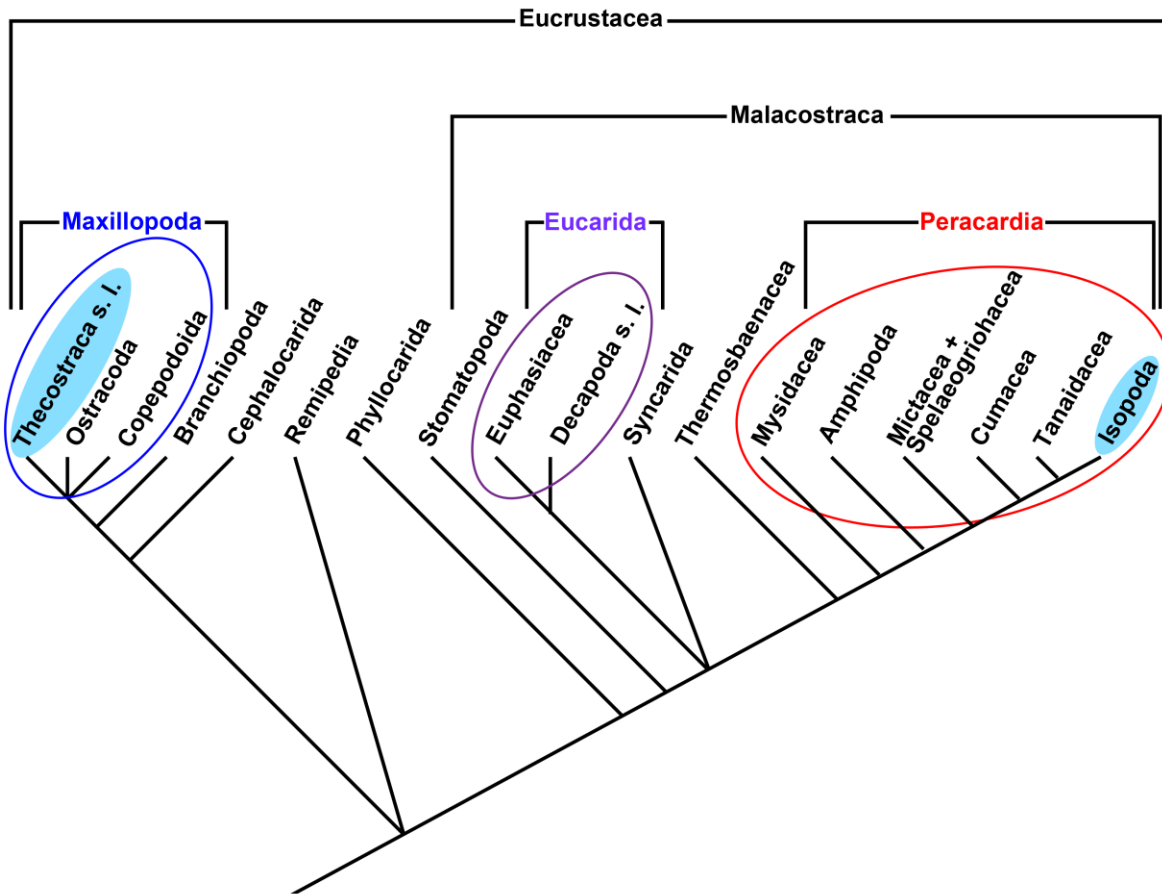 Eucrustacea
Malacostraca
Maxillopoda
Eucarida
Peracardia
Thecostraca s. l.
Ostracoda
Copepodoida
Branchiopoda
Cephalocarida
Remipedia
Phyllocarida
Stomatopoda
Euphasiacea
Decapoda s. l.
Syncarida
Thermosbaenacea
Mysidacea
Amphipoda
Mictacea +
Spelaeogriohacea
Cumacea
Tanaidacea
Isopoda